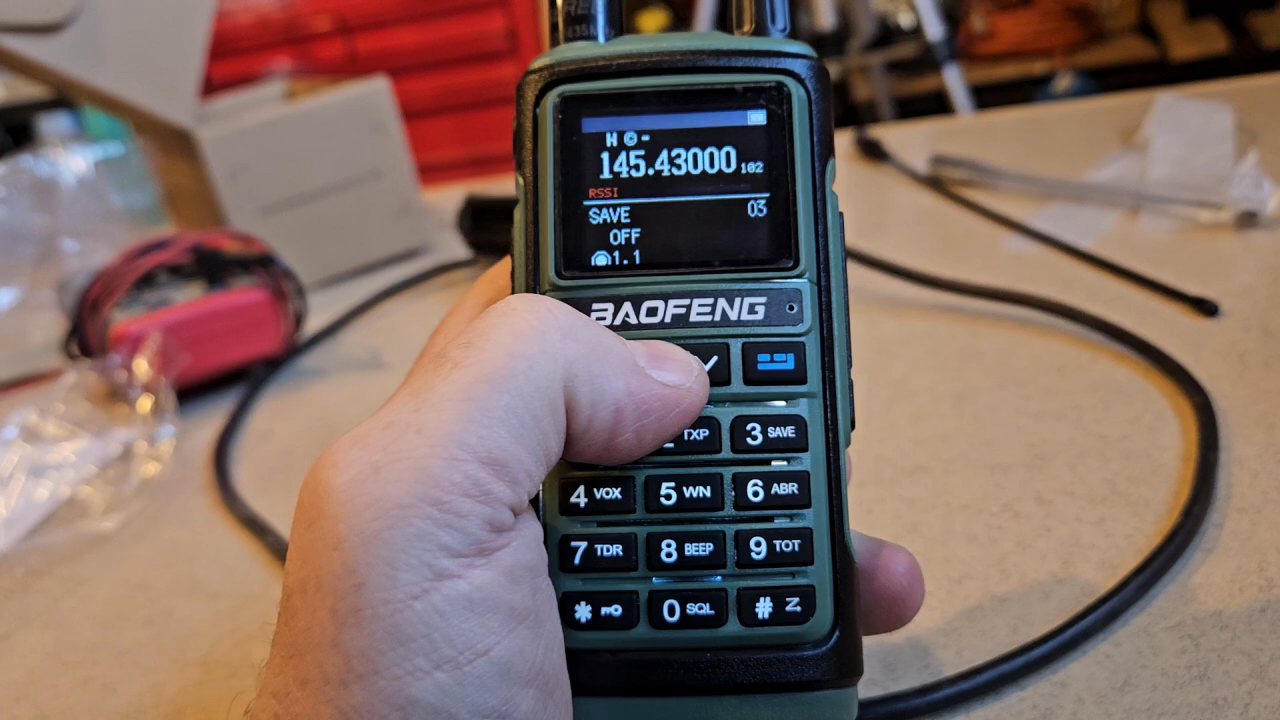 H
145.43000 102
RSSI
SAVE 03
OFF
1.1
BAOFENG
TXP 3 SAVE
4 VOX 5 WN 6 ABR
7 TDR 8 BEEP 9 TOT
* 0 SQL #